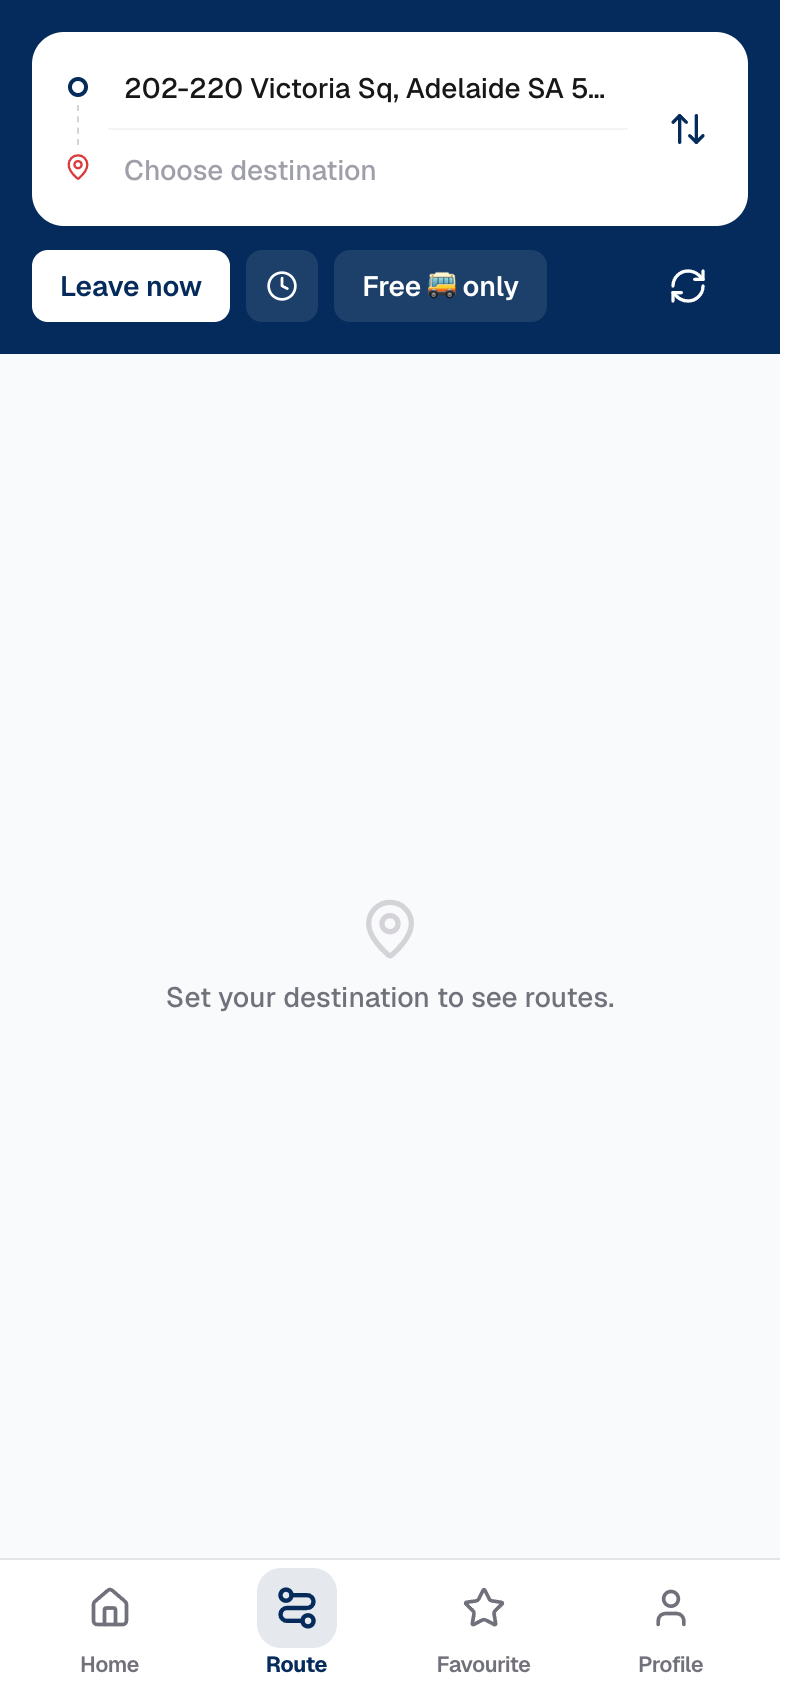 202-220 Victoria Sq, Adelaide SA 5...
Choose destination
Leave now
Free 🚌 only
Set your destination to see routes.
Home
Route
Favourite
Profile